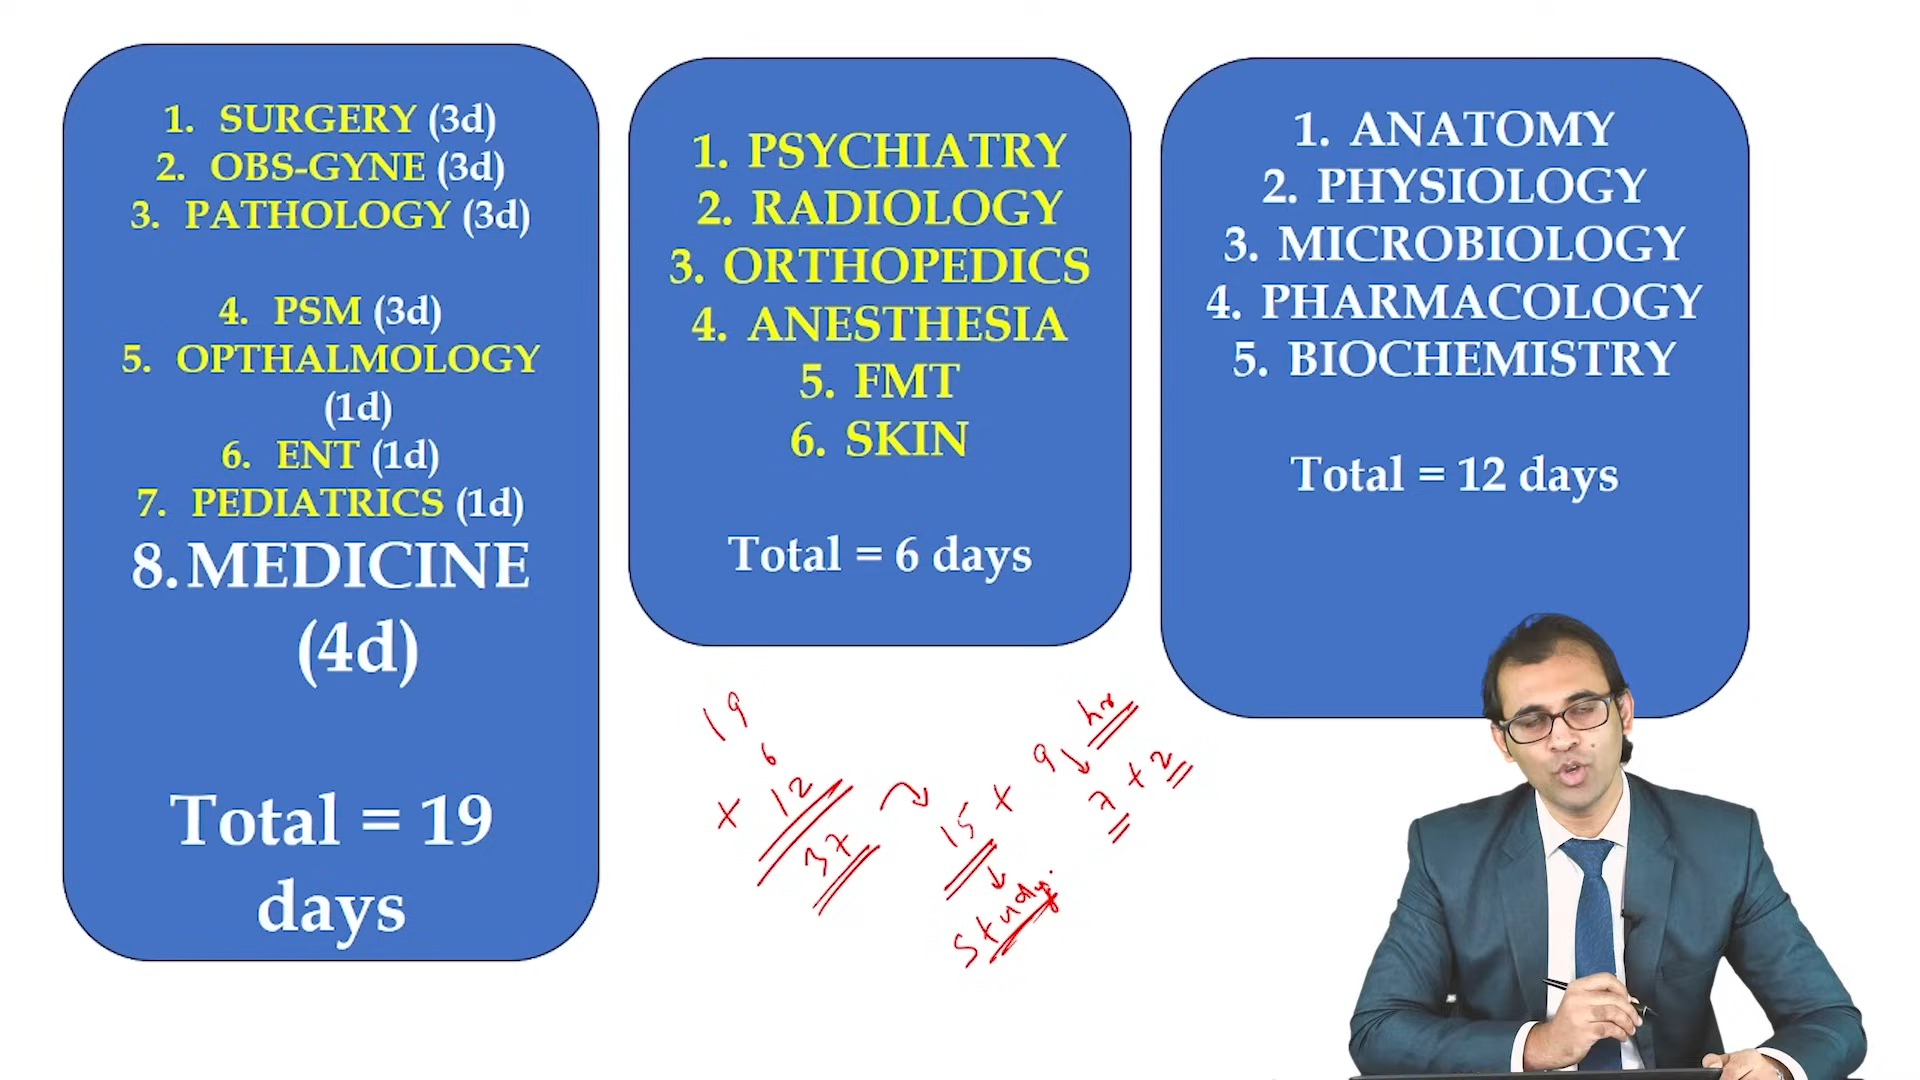 1. SURGERY (3d)
2. OBS-GYNE (3d)
3. PATHOLOGY (3d)
4. PSM (3d)
5. OPTHALMOLOGY
(1d)
6. ENT (1d)
7. PEDIATRICS (1d)
8. MEDICINE
(4d)
Total = 19
days
1. PSYCHIATRY
2. RADIOLOGY
3. ORTHOPEDICS
4. ANESTHESIA
5. FMT
6. SKIN
Total = 6 days
1. ANATOMY
2. PHYSIOLOGY
3. MICROBIOLOGY
4. PHARMACOLOGY
5. BIOCHEMISTRY
Total = 12 days
19
6
+ 12
37
15 + 9 hr
7 + 2
Study.